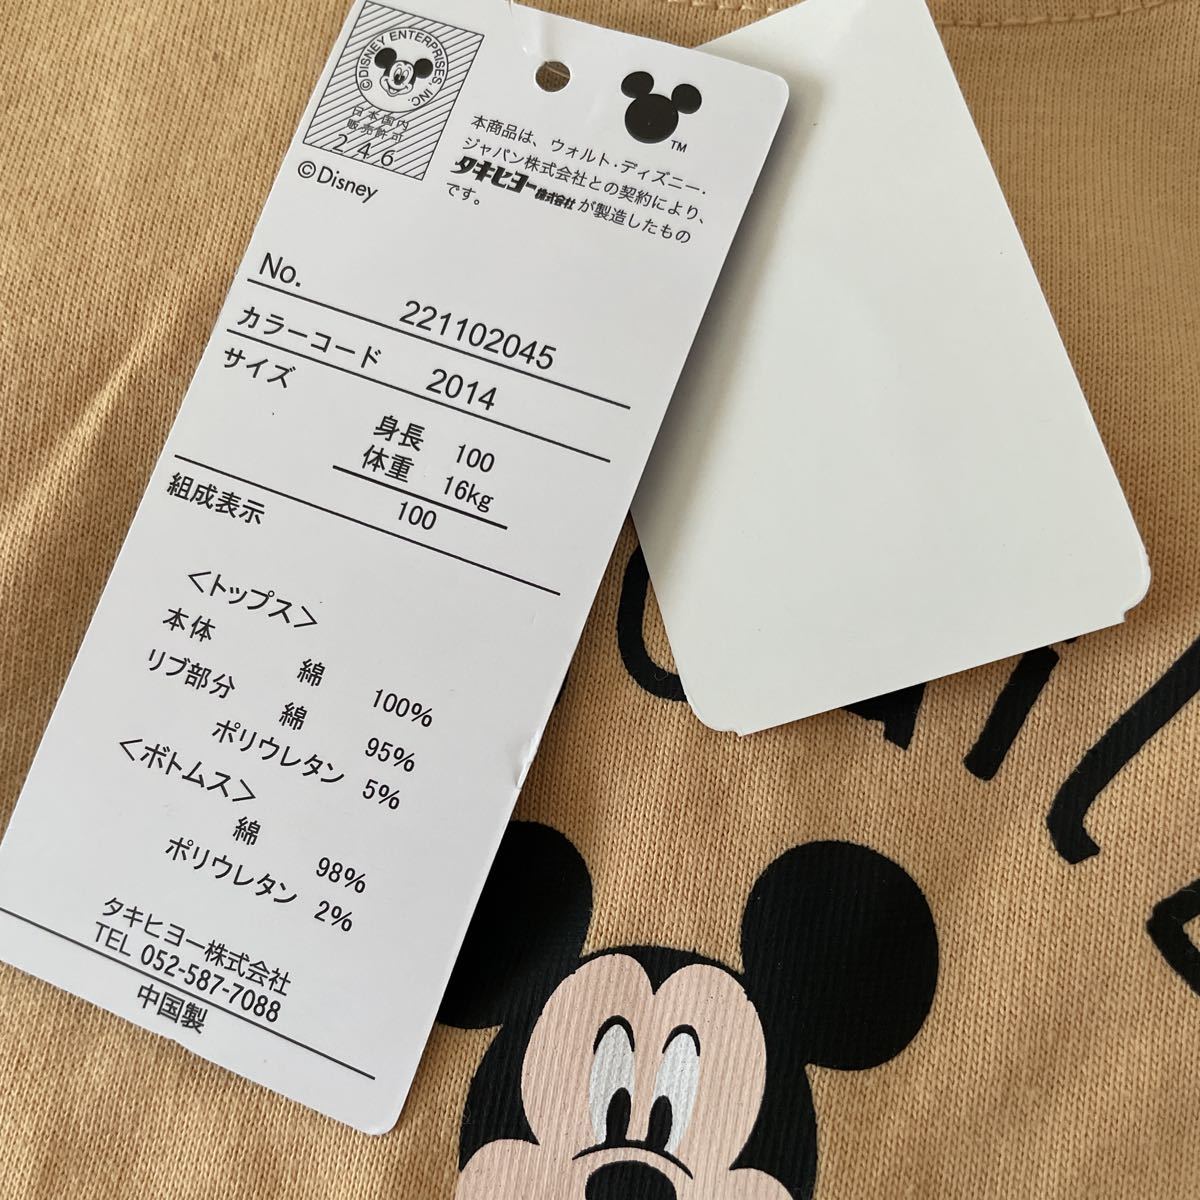 ©DISNEY ENTERPRISES, INC.
日本国内
販売許可
246
©Disney
TM
本商品は、ウォルト・ディズニー・
ジャパン株式会社との契約により、
タキヒヨー株式会社が製造したもの
です。
No. 221102045
カラーコード 2014
サイズ
身長 100
体重 16kg
100
組成表示
<トップス>
本体 綿 100%
リブ部分 綿 95%
ポリウレタン 5%
<ボトムス>
綿 98%
ポリウレタン 2%
タキヒヨー株式会社
TEL 052-587-7088
中国製